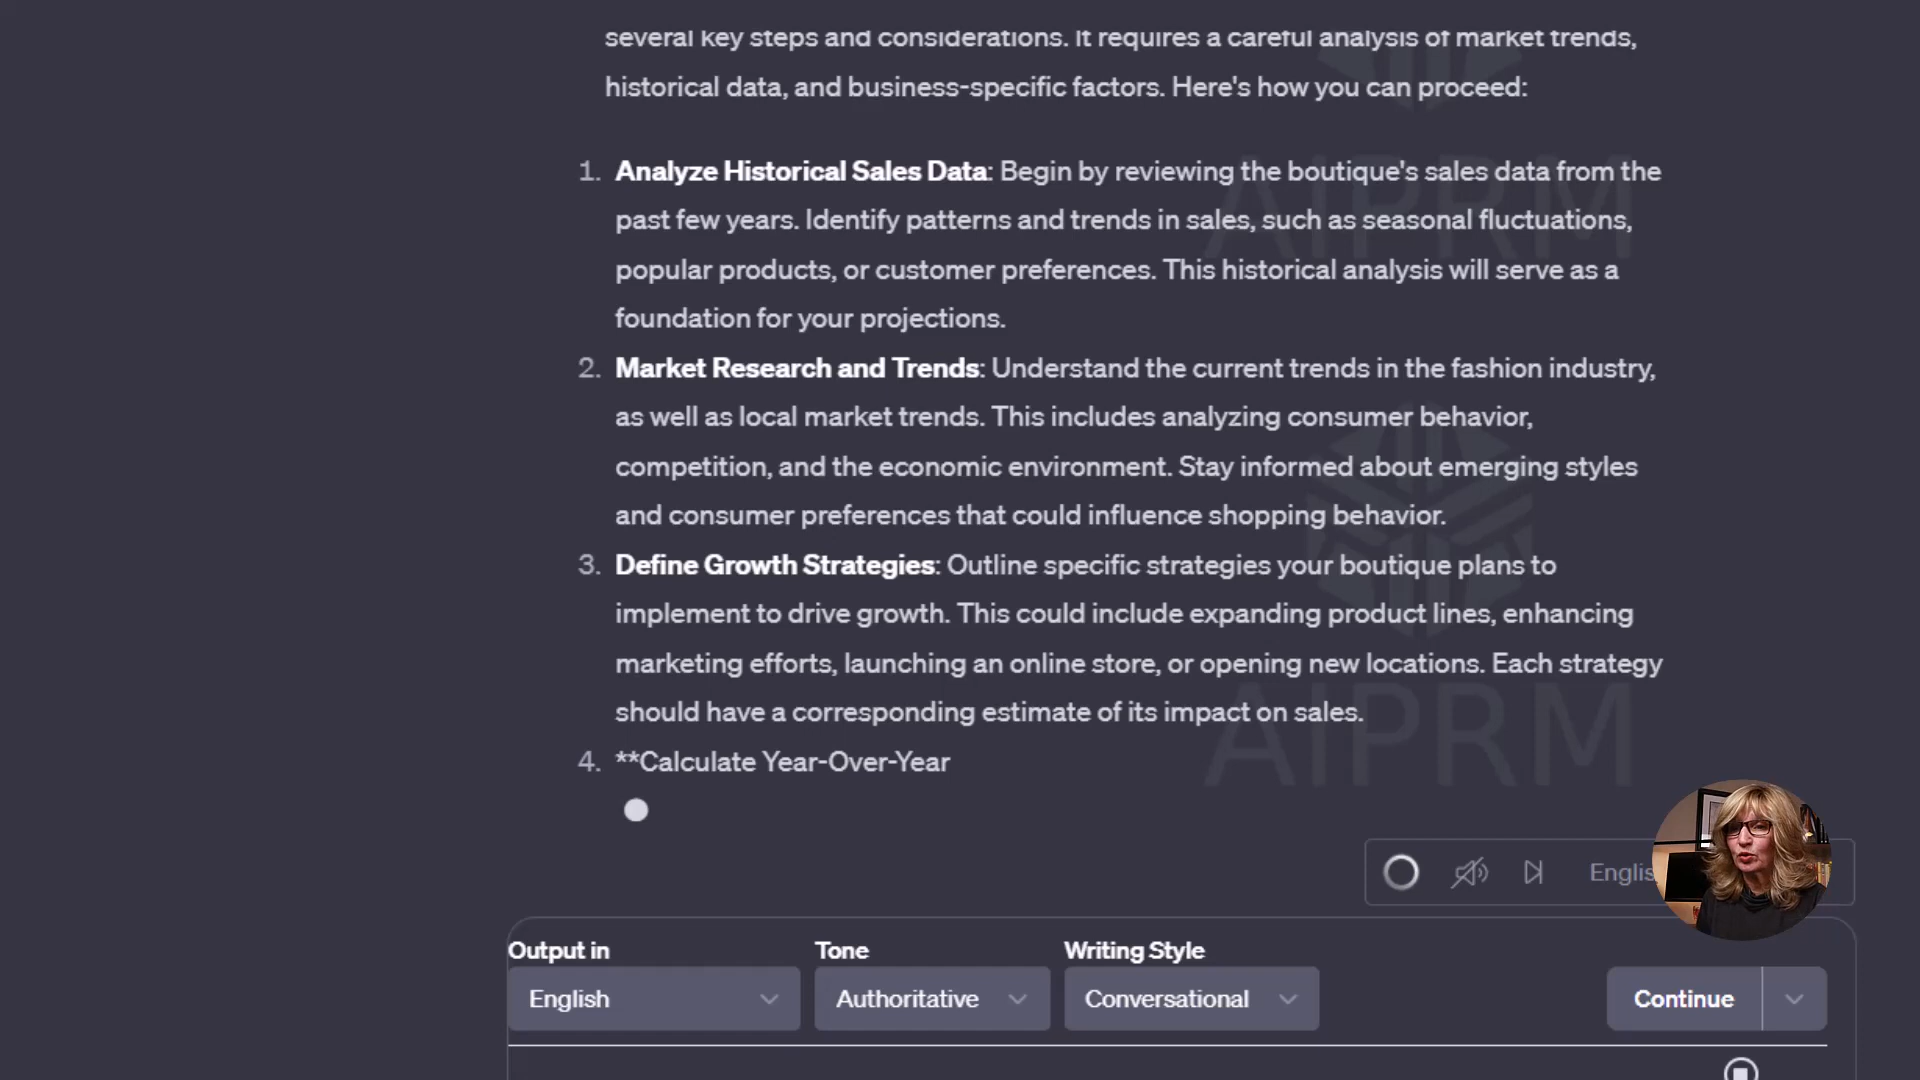 several key steps and considerations. It requires a careful analysis of market trends,
historical data, and business-specific factors. Here's how you can proceed:
1. Analyze Historical Sales Data: Begin by reviewing the boutique's sales data from the
past few years. Identify patterns and trends in sales, such as seasonal fluctuations,
popular products, or customer preferences. This historical analysis will serve as a
foundation for your projections.
2. Market Research and Trends: Understand the current trends in the fashion industry,
as well as local market trends. This includes analyzing consumer behavior,
competition, and the economic environment. Stay informed about emerging styles
and consumer preferences that could influence shopping behavior.
3. Define Growth Strategies: Outline specific strategies your boutique plans to
implement to drive growth. This could include expanding product lines, enhancing
marketing efforts, launching an online store, or opening new locations. Each strategy
should have a corresponding estimate of its impact on sales.
4. **Calculate Year-Over-Year
AIPRM
AIPRM
Englis
Output in
Tone
Writing Style
English
Authoritative
Conversational
Continue